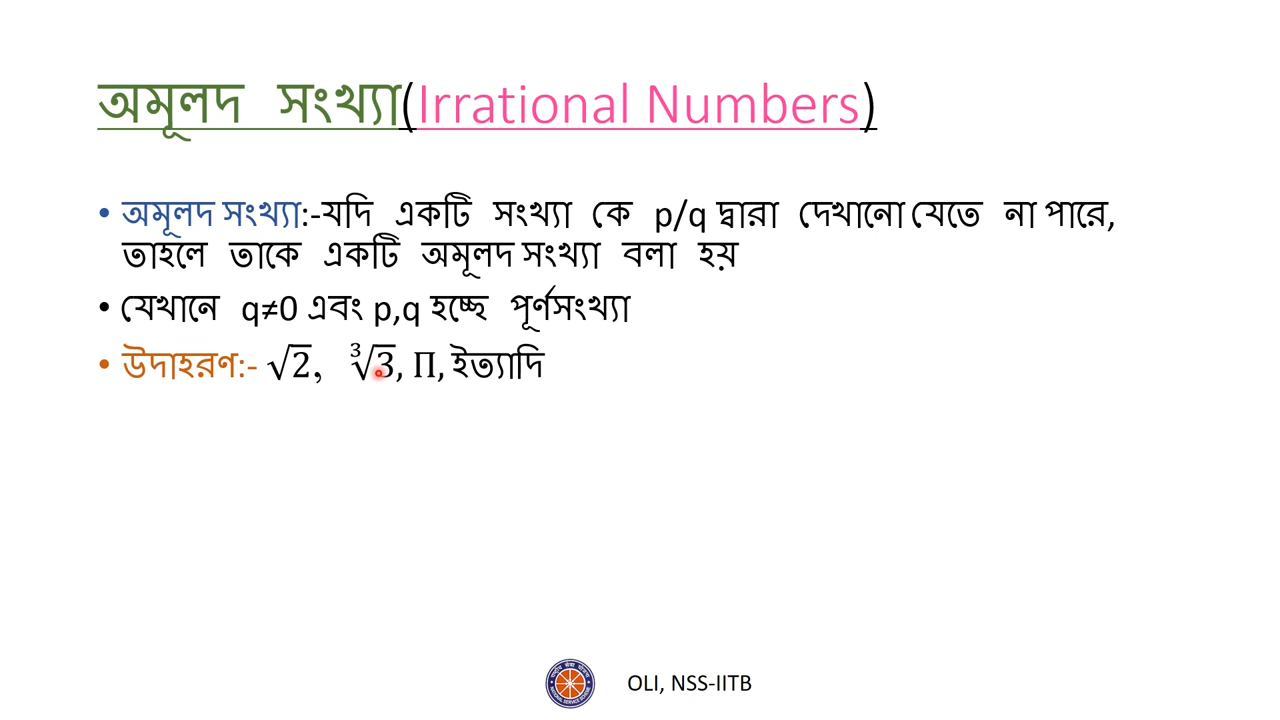 অমূলদ সংখ্যা(Irrational Numbers)
• অমূলদ সংখ্যা:-যদি একটি সংখ্যা কে p/q দ্বারা দেখানো যেতে না পারে,
তাহলে তাকে একটি অমূলদ সংখ্যা বলা হয়
• যেখানে q≠0 এবং p,q হচ্ছে পূর্ণসংখ্যা
• উদাহরণ:- √2, ∛3, Π, ইত্যাদি
OLI, NSS-IITB